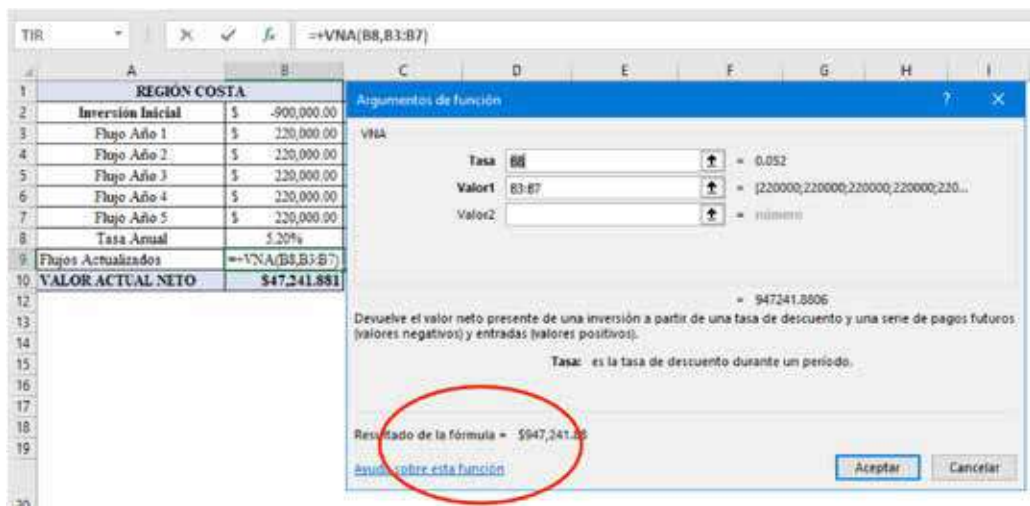 TIR =+VNA(B8,B3:B7)
A B C D E F G H I
1 REGIÓN COSTA
2 Inversión Inicial $ -900,000.00
3 Flujo Año 1 $ 220,000.00
4 Flujo Año 2 $ 220,000.00
5 Flujo Año 3 $ 220,000.00
6 Flujo Año 4 $ 220,000.00
7 Flujo Año 5 $ 220,000.00
8 Tasa Anual 5.20%
9 Flujos Actualizados =+VNA(B8,B3:B7)
10 VALOR ACTUAL NETO $47,241.881
12
13
14
15
16
17
18
19
Argumentos de función ? ×
VNA
Tasa B8 = 0.052
Valor1 B3:B7 = {220000;220000;220000;220000;220...
Valor2 = número
= 947241.8806
Devuelve el valor neto presente de una inversión a partir de una tasa de descuento y una serie de pagos futuros
(valores negativos) y entradas (valores positivos).
Tasa: es la tasa de descuento durante un período.
Resultado de la fórmula = $947,241.88
Ayuda sobre esta función Aceptar Cancelar